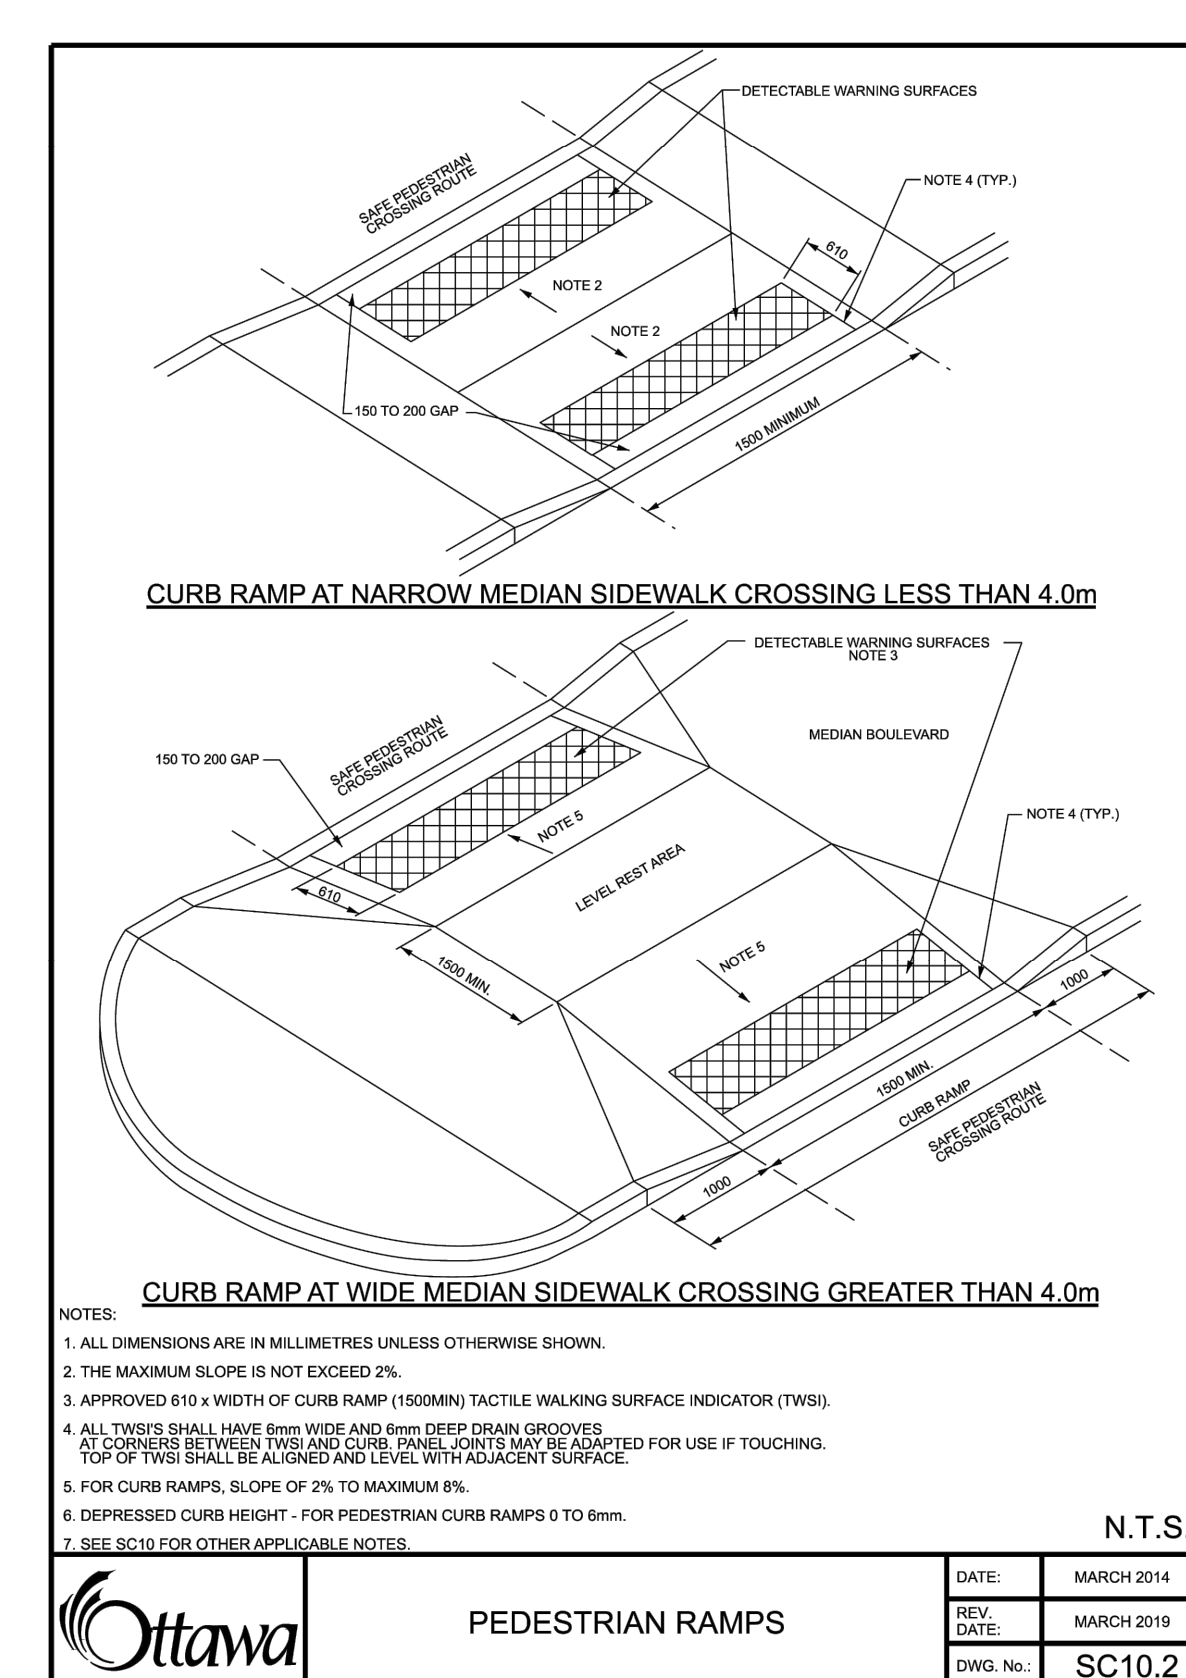 DETECTABLE WARNING SURFACES
SAFE PEDESTRIAN
CROSSING ROUTE
NOTE 4 (TYP.)
610
NOTE 2
NOTE 2
150 TO 200 GAP
1500 MINIMUM
CURB RAMP AT NARROW MEDIAN SIDEWALK CROSSING LESS THAN 4.0m
DETECTABLE WARNING SURFACES
NOTE 3
MEDIAN BOULEVARD
SAFE PEDESTRIAN
CROSSING ROUTE
150 TO 200 GAP
NOTE 4 (TYP.)
NOTE 5
LEVEL REST AREA
610
NOTE 5
1500 MIN.
1000
1500 MIN.
CURB RAMP
SAFE PEDESTRIAN
CROSSING ROUTE
1000
CURB RAMP AT WIDE MEDIAN SIDEWALK CROSSING GREATER THAN 4.0m
NOTES:
1. ALL DIMENSIONS ARE IN MILLIMETRES UNLESS OTHERWISE SHOWN.
2. THE MAXIMUM SLOPE IS NOT EXCEED 2%.
3. APPROVED 610 x WIDTH OF CURB RAMP (1500MIN) TACTILE WALKING SURFACE INDICATOR (TWSI).
4. ALL TWSI'S SHALL HAVE 6mm WIDE AND 6mm DEEP DRAIN GROOVES
AT CORNERS BETWEEN TWSI AND CURB. PANEL JOINTS MAY BE ADAPTED FOR USE IF TOUCHING.
TOP OF TWSI SHALL BE ALIGNED AND LEVEL WITH ADJACENT SURFACE.
5. FOR CURB RAMPS, SLOPE OF 2% TO MAXIMUM 8%.
6. DEPRESSED CURB HEIGHT - FOR PEDESTRIAN CURB RAMPS 0 TO 6mm.
7. SEE SC10 FOR OTHER APPLICABLE NOTES.
N.T.S.
Ottawa
PEDESTRIAN RAMPS
DATE: MARCH 2014
REV.
DATE: MARCH 2019
DWG. No.: SC10.2